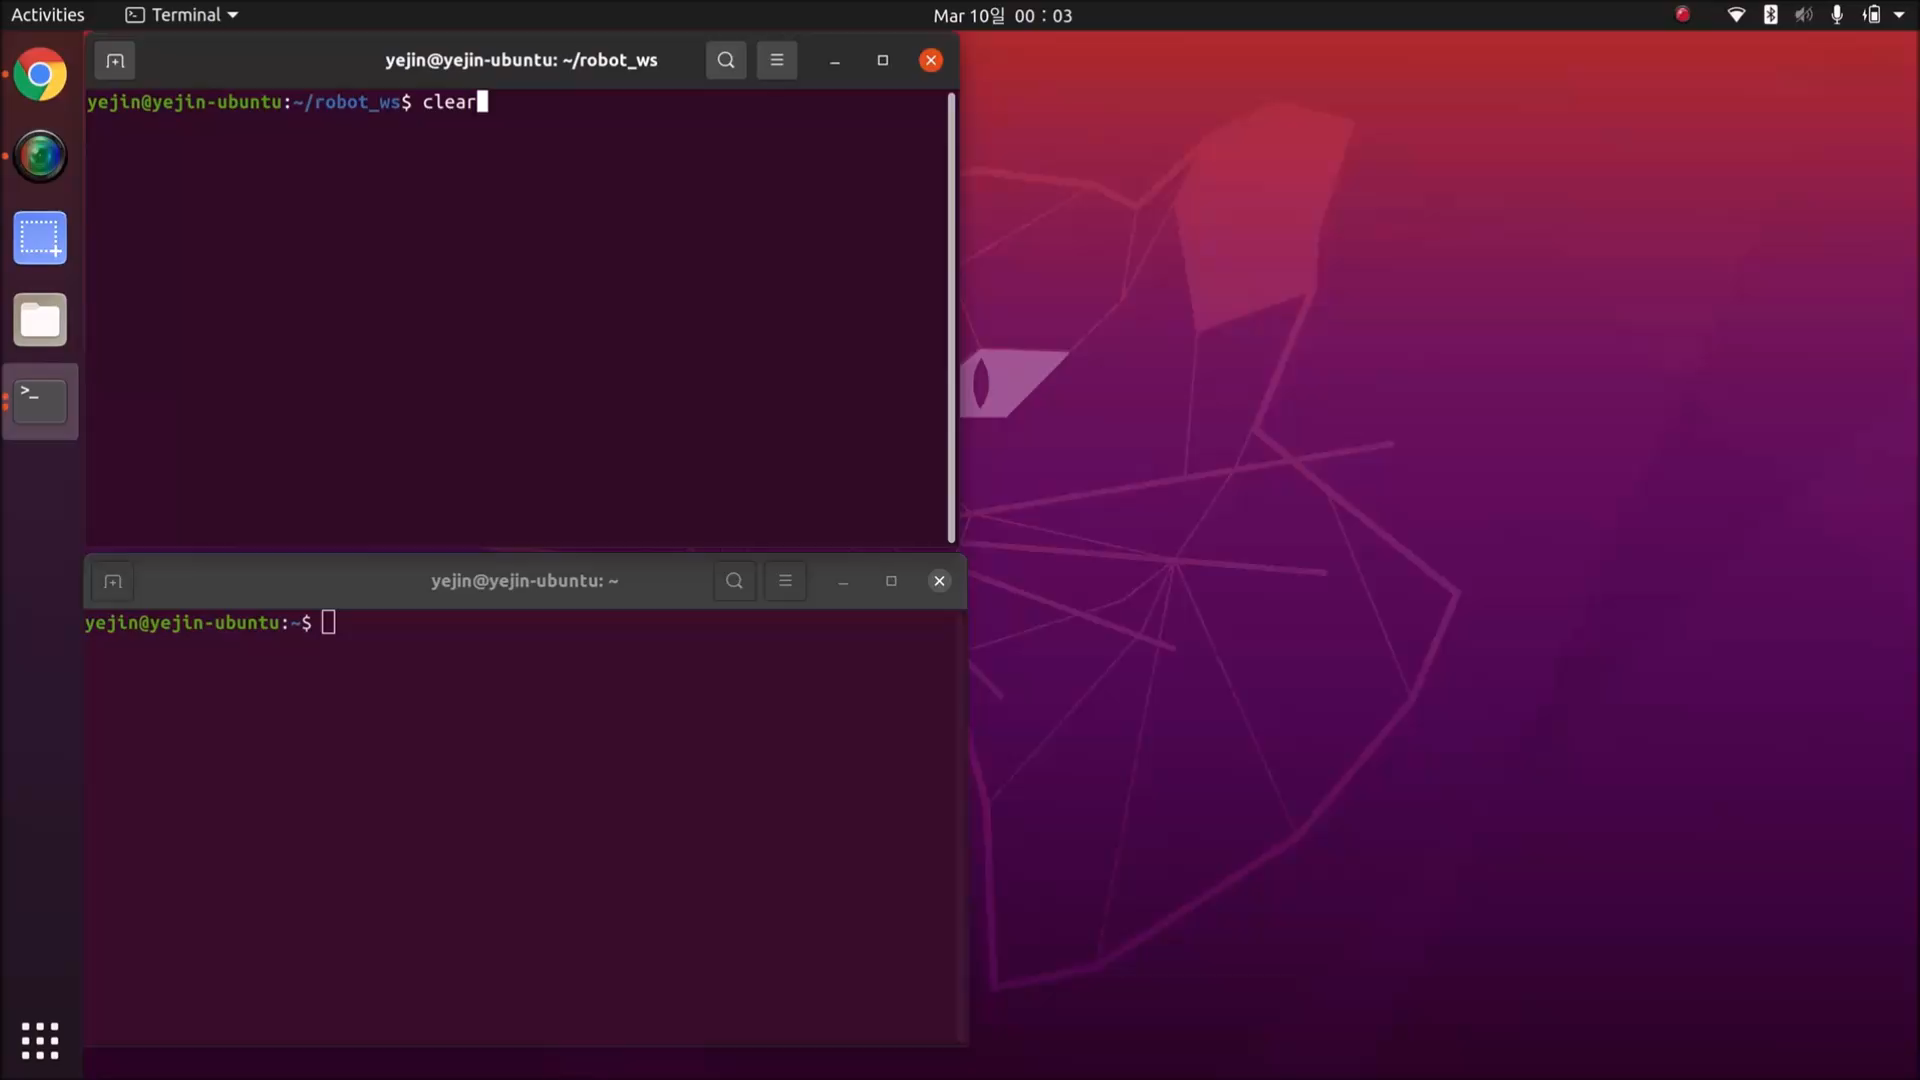 Activities
Terminal
Mar 10일 00 : 03
yejin@yejin-ubuntu: ~/robot_ws
yejin@yejin-ubuntu:~/robot_ws$ clear
yejin@yejin-ubuntu: ~
yejin@yejin-ubuntu:~$
>_